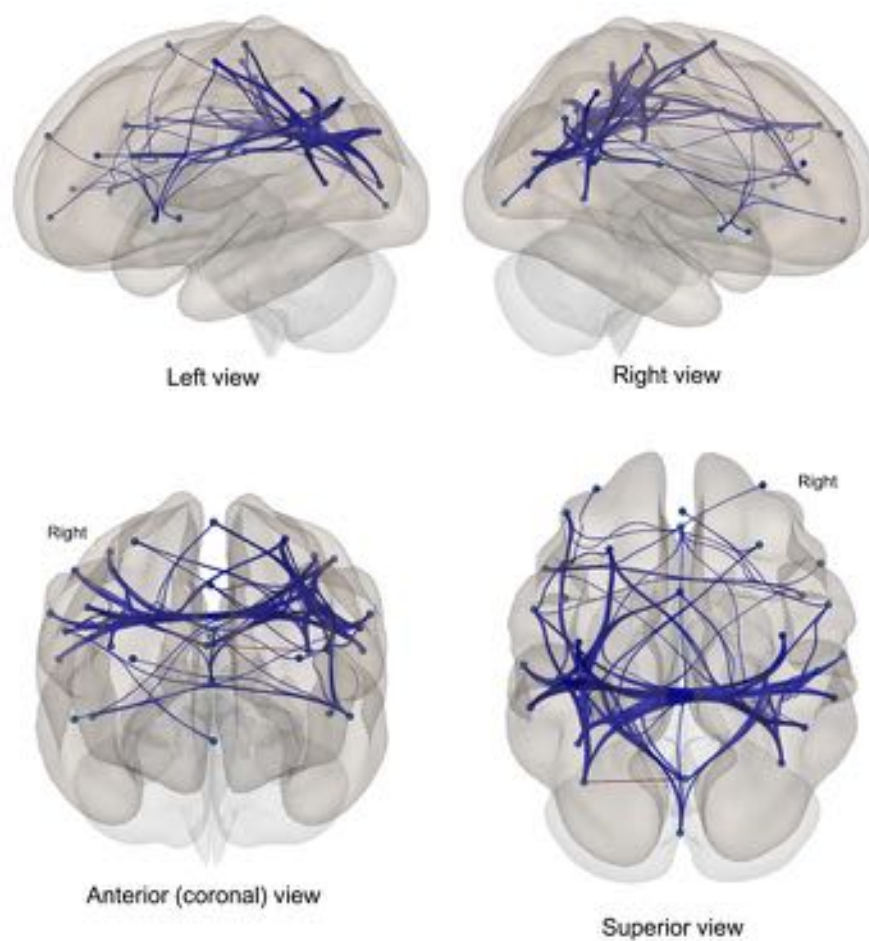 Left view
Right view
Right
Right
Anterior (coronal) view
Superior view